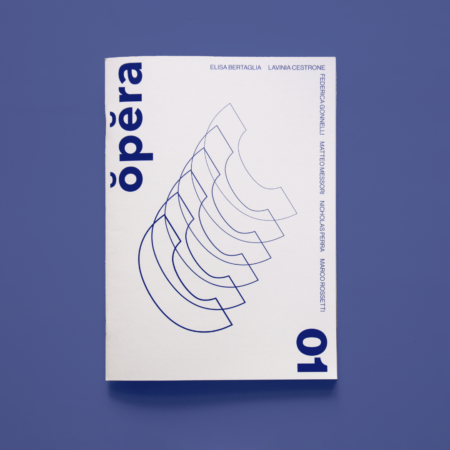 ŏpĕra
ELISA BERTAGLIA LAVINIA CESTRONE
FEDERICA GONNELLI MATTEO MESSORI NICHOLAS PERRA MARCO ROSSETTI
01